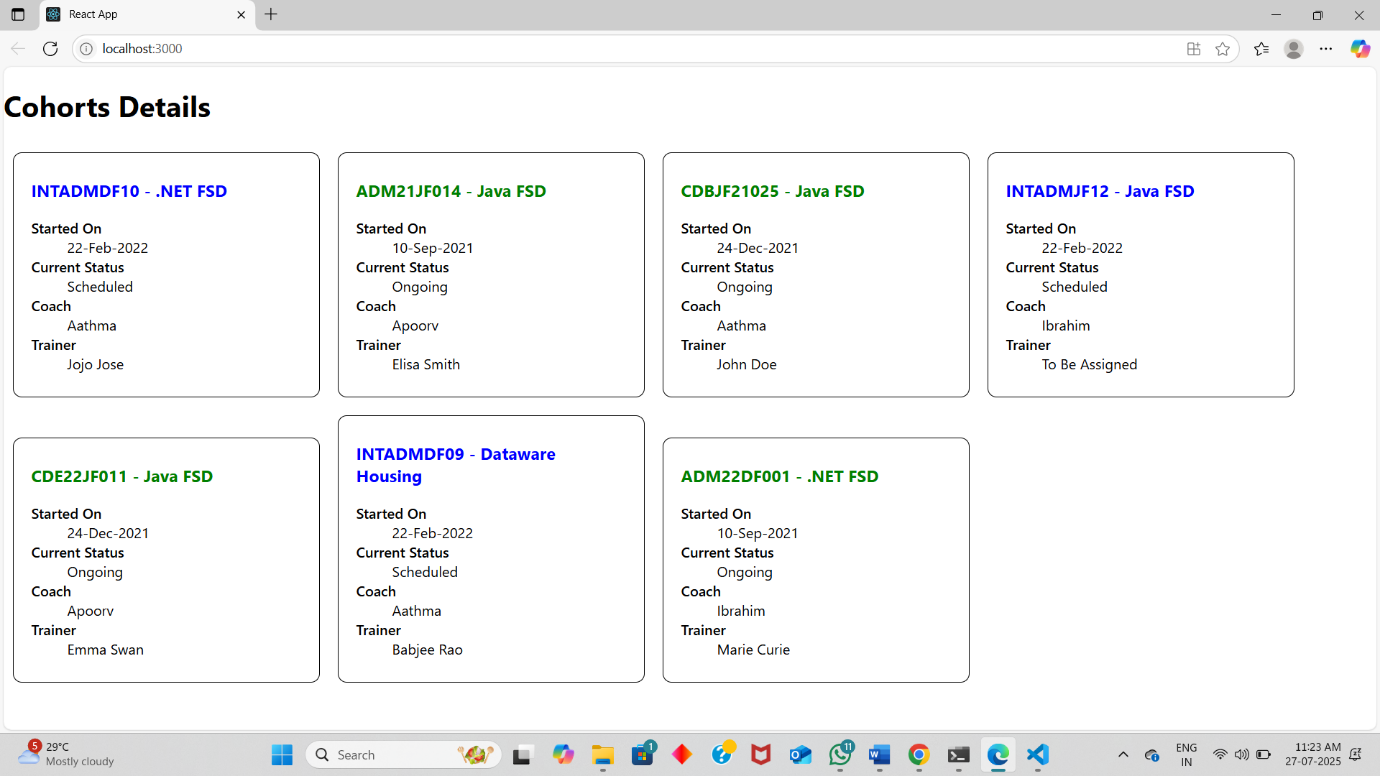 React App
localhost:3000
Cohorts Details
INTADMDF10 - .NET FSD
Started On
22-Feb-2022
Current Status
Scheduled
Coach
Aathma
Trainer
Jojo Jose
ADM21JF014 - Java FSD
Started On
10-Sep-2021
Current Status
Ongoing
Coach
Apoorv
Trainer
Elisa Smith
CDBJF21025 - Java FSD
Started On
24-Dec-2021
Current Status
Ongoing
Coach
Aathma
Trainer
John Doe
INTADMJF12 - Java FSD
Started On
22-Feb-2022
Current Status
Scheduled
Coach
Ibrahim
Trainer
To Be Assigned
CDE22JF011 - Java FSD
Started On
24-Dec-2021
Current Status
Ongoing
Coach
Apoorv
Trainer
Emma Swan
INTADMDF09 - Dataware
Housing
Started On
22-Feb-2022
Current Status
Scheduled
Coach
Aathma
Trainer
Babjee Rao
ADM22DF001 - .NET FSD
Started On
10-Sep-2021
Current Status
Ongoing
Coach
Ibrahim
Trainer
Marie Curie
5
29°C
Mostly cloudy
Search
1
11
ENG
IN
11:23 AM
27-07-2025